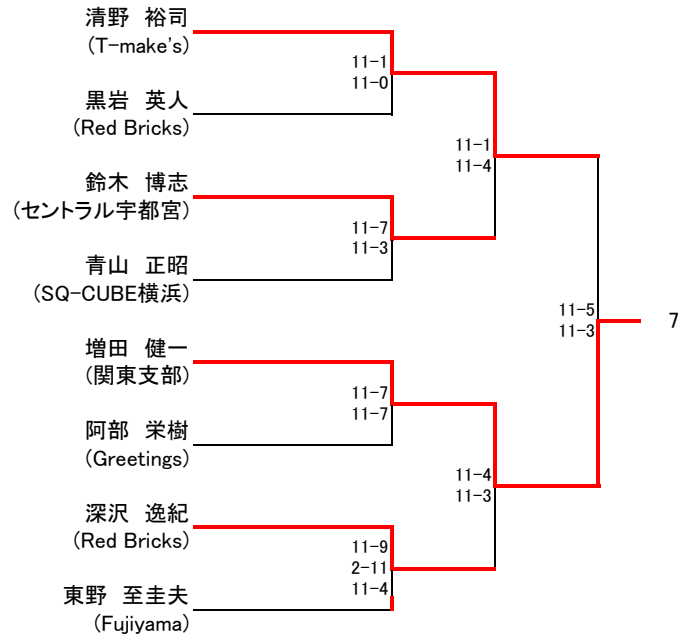 清野　裕司
(T-make's)
11-1
11-0
黒岩　英人
(Red Bricks)
11-1
11-4
鈴木　博志
(セントラル宇都宮)
11-7
11-3
青山　正昭
(SQ-CUBE横浜)
11-5
11-3
7
増田　健一
(関東支部)
11-7
11-7
阿部　栄樹
(Greetings)
11-4
11-3
深沢　逸紀
(Red Bricks)
11-9
2-11
11-4
東野　至圭夫
(Fujiyama)